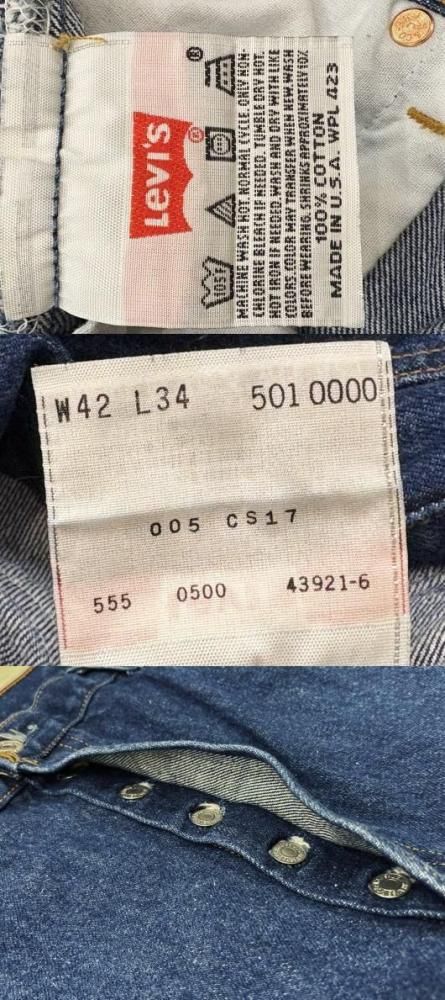 Levi's
®
®
MACHINE WASH HOT. NORMAL CYCLE. ONLY NON-
CHLORINE BLEACH IF NEEDED. TUMBLE DRY HOT.
HOT IRON IF NEEDED. WASH AND DRY WITH LIKE
COLORS. COLOR MAY TRANSFER WHEN NEW. WASH
BEFORE WEARING. SHRINKS APPROXIMATELY 10%
100% COTTON
MADE IN U.S.A. WPL 423
W42 L34 501 0000
005 CS17
555 0500 43921-6